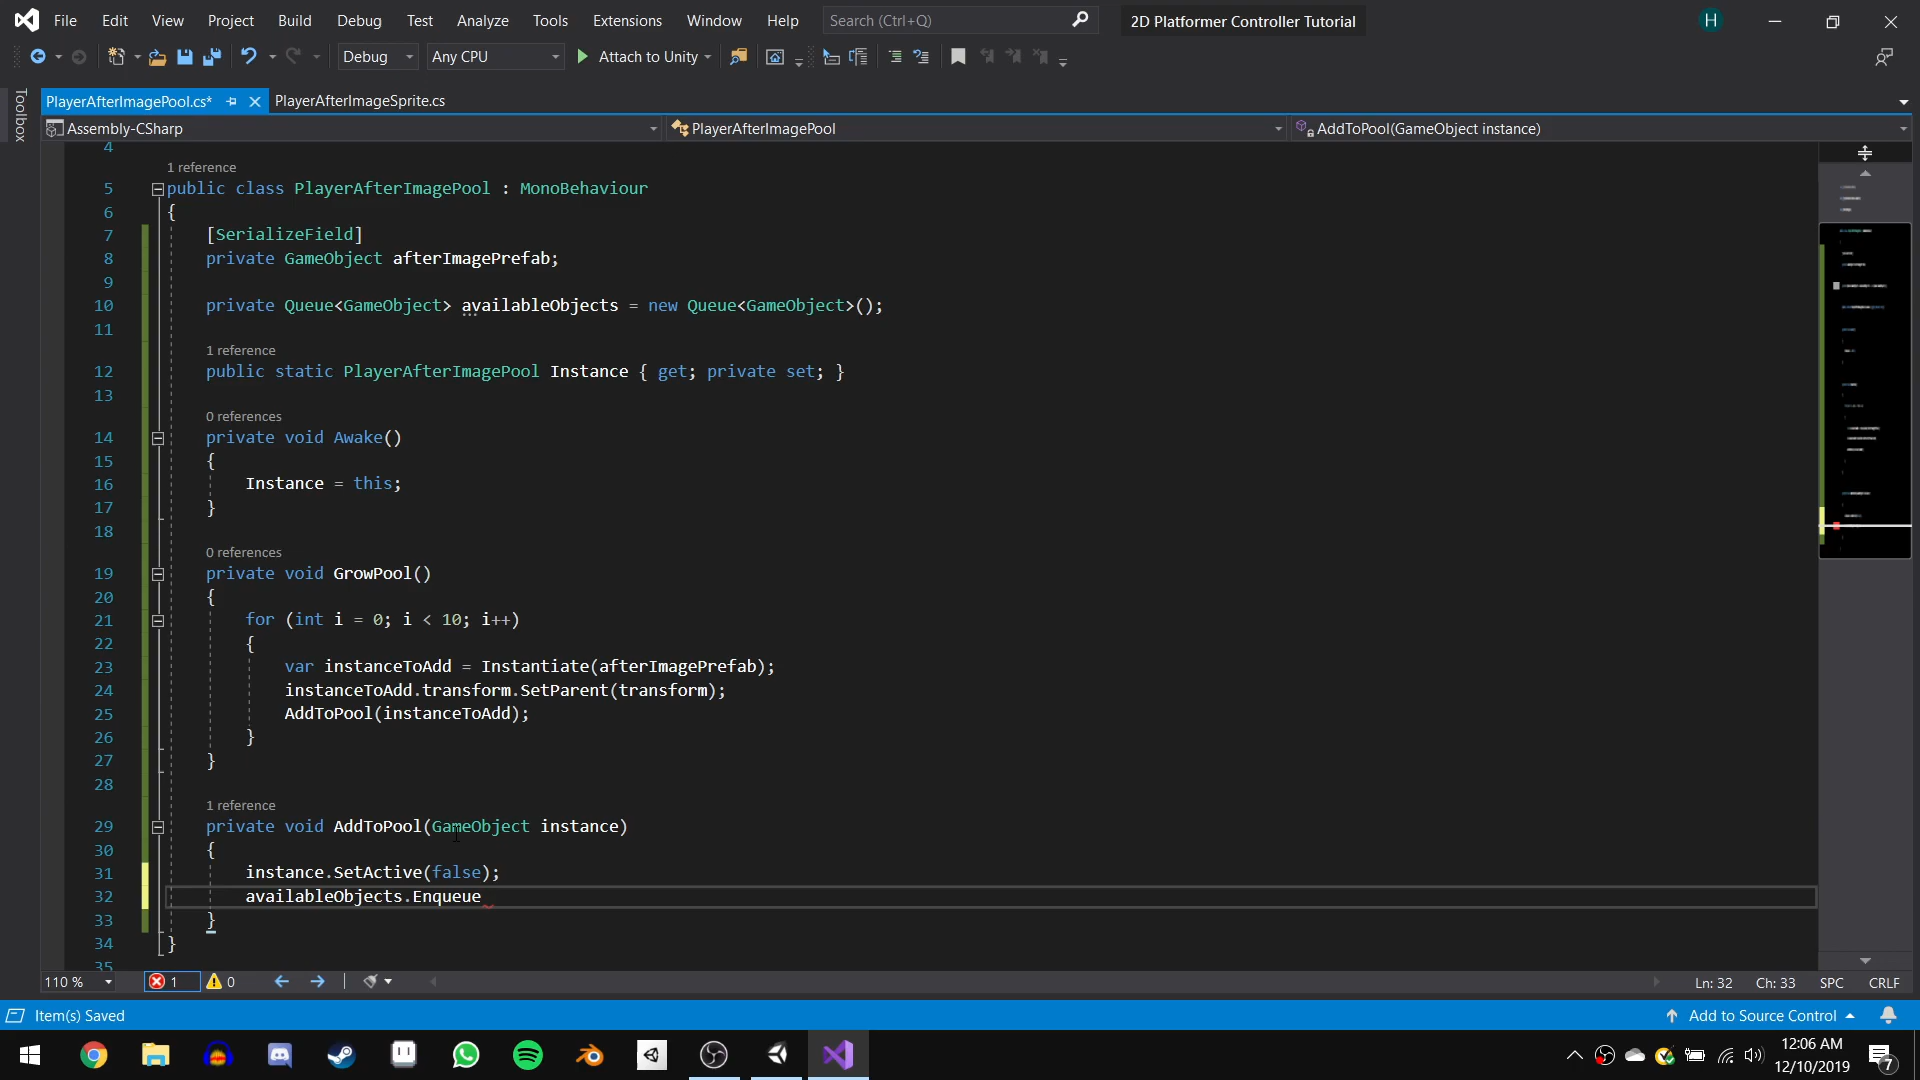 File Edit View Project Build Debug Test Analyze Tools Extensions Window Help Search (Ctrl+Q) 2D Platformer Controller Tutorial H
Debug Any CPU Attach to Unity
Toolbox
PlayerAfterImagePool.cs* PlayerAfterImageSprite.cs
Assembly-CSharp PlayerAfterImagePool AddToPool(GameObject instance)
4
1 reference
5 public class PlayerAfterImagePool : MonoBehaviour
6 {
7 [SerializeField]
8 private GameObject afterImagePrefab;
9
10 private Queue<GameObject> availableObjects = new Queue<GameObject>();
11
1 reference
12 public static PlayerAfterImagePool Instance { get; private set; }
13
0 references
14 private void Awake()
15 {
16 Instance = this;
17 }
18
0 references
19 private void GrowPool()
20 {
21 for (int i = 0; i < 10; i++)
22 {
23 var instanceToAdd = Instantiate(afterImagePrefab);
24 instanceToAdd.transform.SetParent(transform);
25 AddToPool(instanceToAdd);
26 }
27 }
28
1 reference
29 private void AddToPool(GameObject instance)
30 {
31 instance.SetActive(false);
32 availableObjects.Enqueue
33 }
34 }
35
110 % 1 0 Ln: 32 Ch: 33 SPC CRLF
Item(s) Saved Add to Source Control
12:06 AM
12/10/2019 7